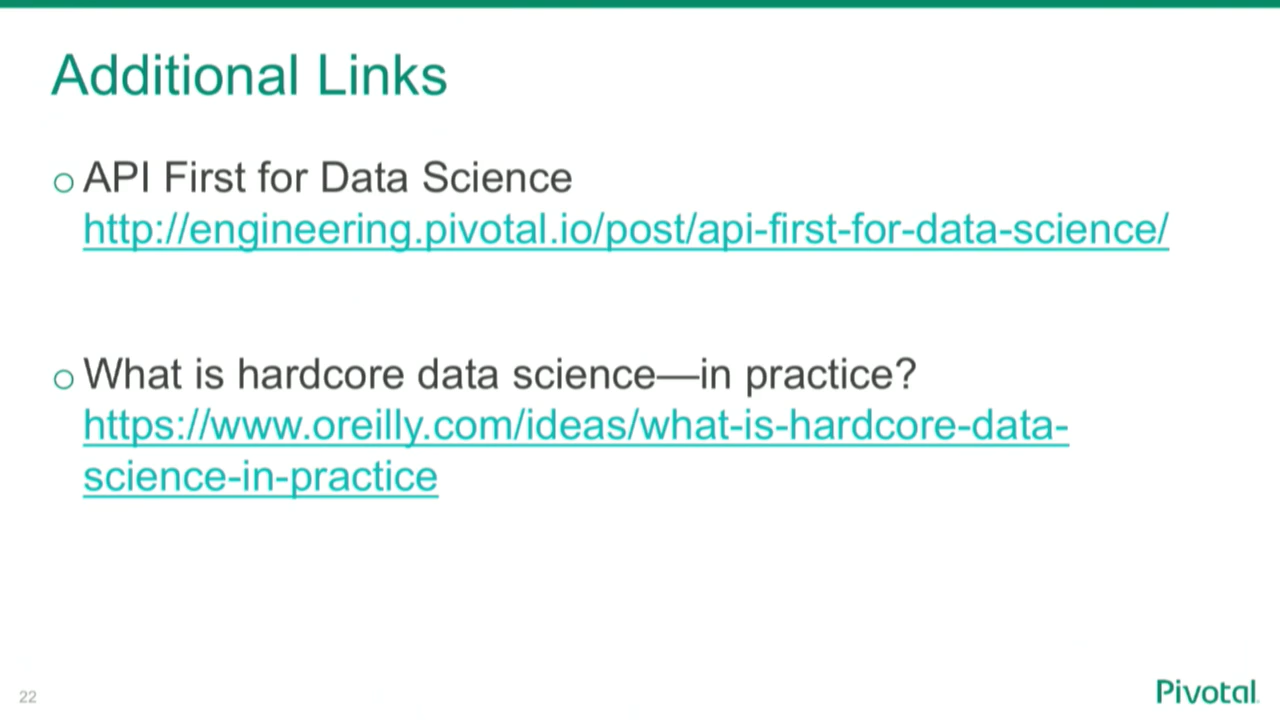 Additional Links
○ API First for Data Science
http://engineering.pivotal.io/post/api-first-for-data-science/
○ What is hardcore data science—in practice?
https://www.oreilly.com/ideas/what-is-hardcore-data-
science-in-practice
22
Pivotal